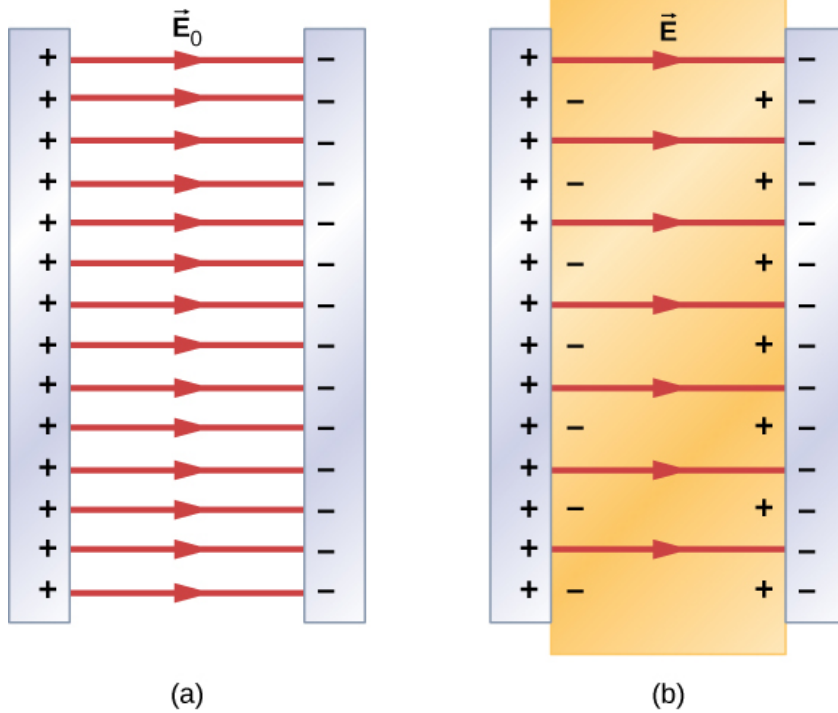 E⃗₀
E⃗
+ − + −
+ − + − + −
+ − + −
+ − + − + −
+ − + −
+ − + − + −
+ − + −
+ − + − + −
+ − + −
+ − + − + −
+ − + −
+ − + − + −
+ − + −
+ − + − + −
(a)
(b)